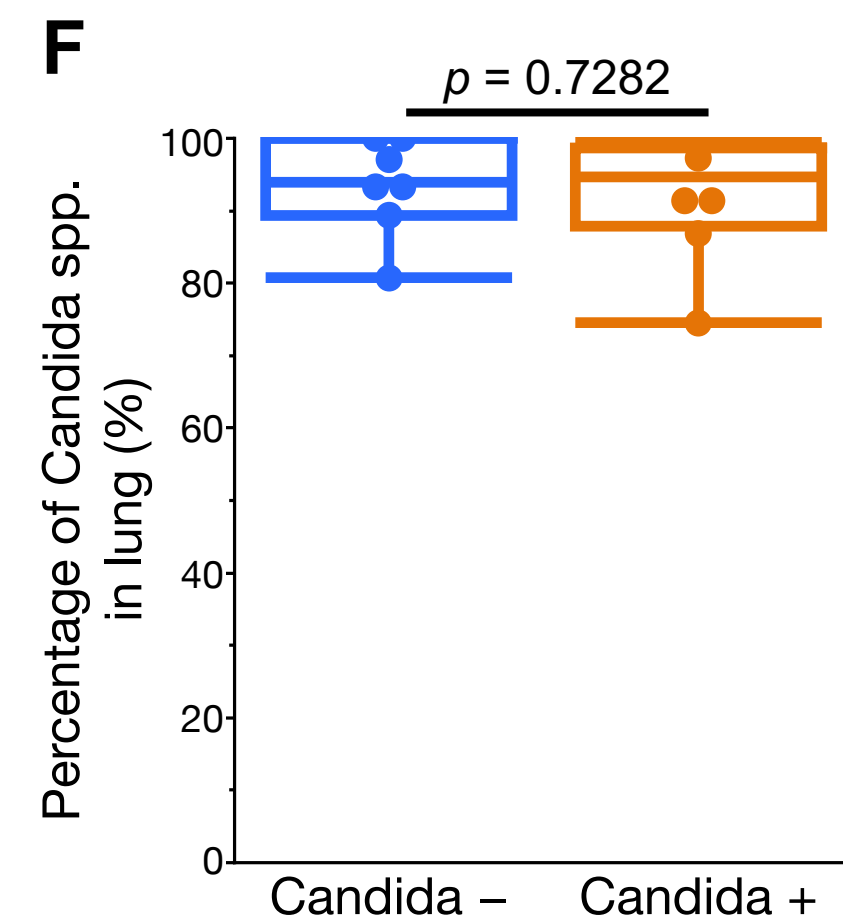 F
p = 0.7282
Percentage of Candida spp.
in lung (%)
100
80
60
40
20
0
Candida –
Candida +